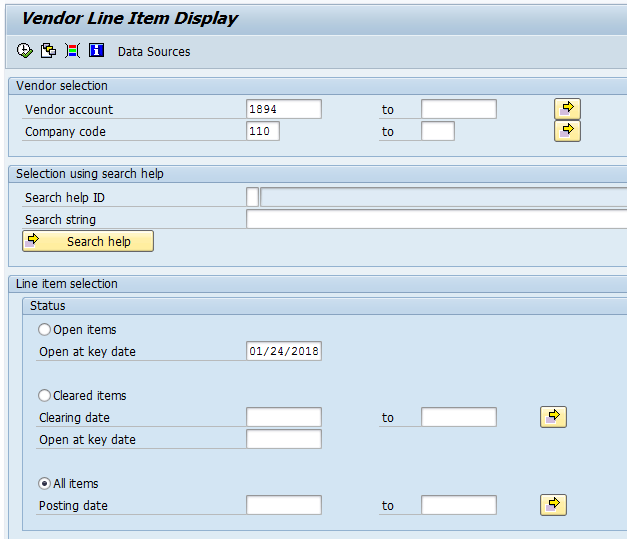 Vendor Line Item Display
Data Sources
Vendor selection
Vendor account 1894 to
Company code 110 to
Selection using search help
Search help ID
Search string
Search help
Line item selection
Status
Open items
Open at key date 01/24/2018
Cleared items
Clearing date to
Open at key date
All items
Posting date to